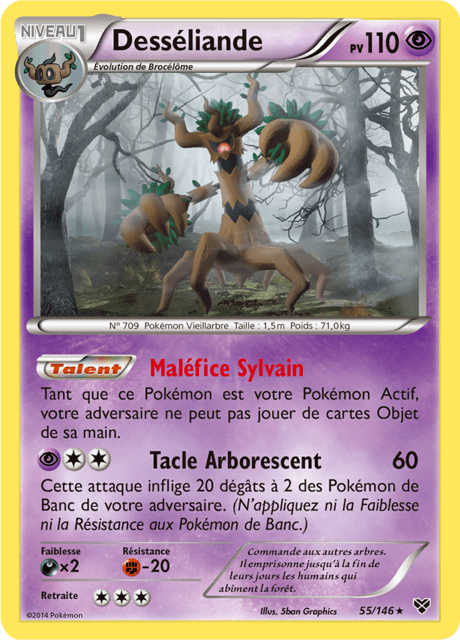 NIVEAU 1
Desséliande
PV 110
Évolution de Brocélôme
N° 709 Pokémon Vieillarbre Taille : 1,5m Poids : 71,0kg
Talent
Maléfice Sylvain
Tant que ce Pokémon est votre Pokémon Actif,
votre adversaire ne peut pas jouer de cartes Objet
de sa main.
Tacle Arborescent 60
Cette attaque inflige 20 dégâts à 2 des Pokémon de
Banc de votre adversaire. (N'appliquez ni la Faiblesse
ni la Résistance aux Pokémon de Banc.)
Faiblesse Résistance
×2 -20
Retraite
Commande aux autres arbres.
Il emprisonne jusqu'à la fin de
leurs jours les humains qui
abîment la forêt.
©2014 Pokémon
Illus. 5ban Graphics
55/146 ★